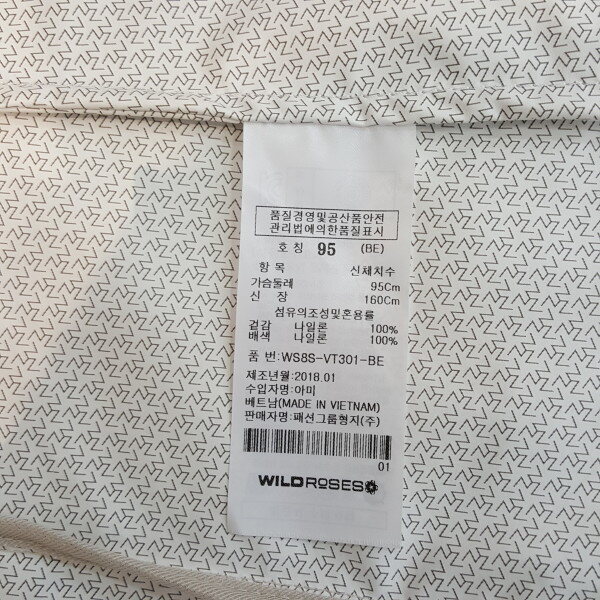 품질경영및공산품안전
관리법에의한품질표시
호 칭 95 (BE)
항 목 신체치수
가슴둘레 95Cm
신 장 160Cm
섬유의조성및혼용률
겉감 나일론 100%
배색 나일론 100%
품 번:WS8S-VT301-BE
제조년월:2018.01
수입자명:아미
베트남(MADE IN VIETNAM)
판매자명:패션그룹형지(주)
01
WILDROSES